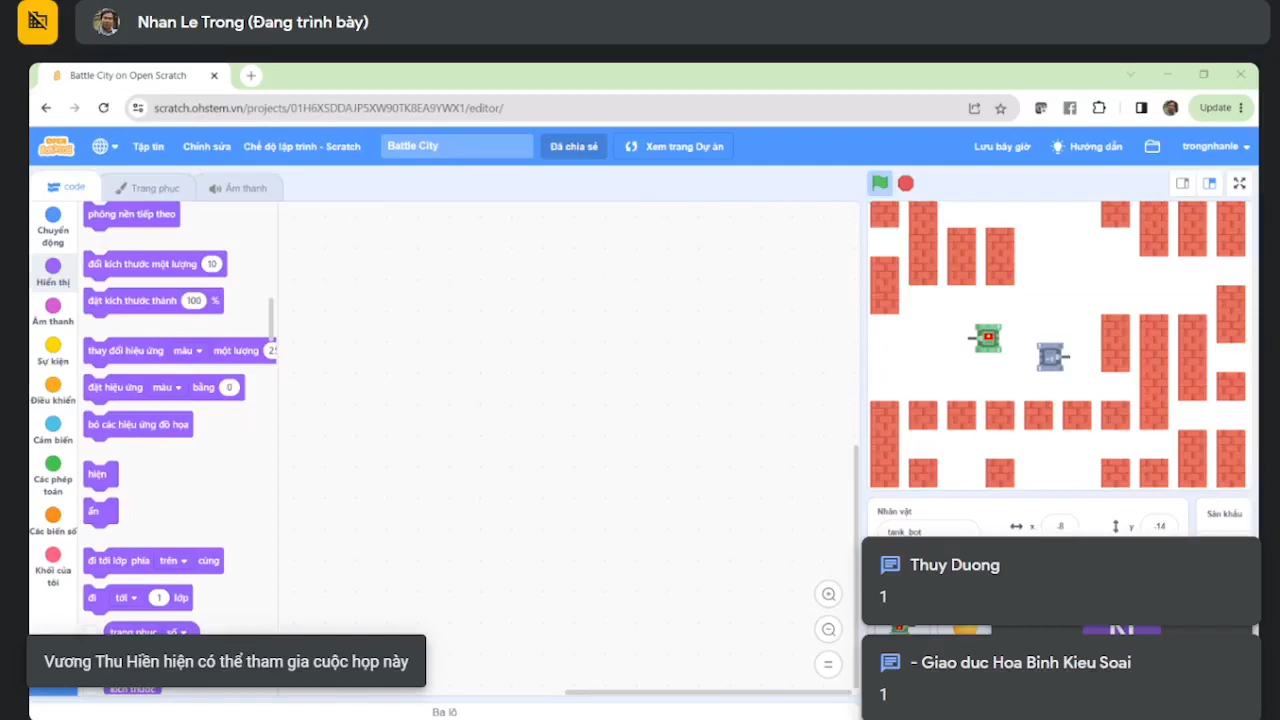 Nhan Le Trong (Đang trình bày)
Battle City on Open Scratch
scratch.ohstem.vn/projects/01H6XSDDAJP5XW90TK8EA9YWX1/editor/
Update
Tập tin
Chỉnh sửa
Chế độ lập trình - Scratch
Battle City
Đã chia sẻ
Xem trang Dự án
Lưu bây giờ
Hướng dẫn
trongnhanle
code
Trang phục
Âm thanh
Chuyển động
Hiển thị
Âm thanh
Sự kiện
Điều khiển
Cảm biến
Các phép toán
Các biến số
Khối của tôi
phông nền tiếp theo
đổi kích thước một lượng 10
đặt kích thước thành 100 %
thay đổi hiệu ứng màu một lượng 25
đặt hiệu ứng màu bằng 0
bỏ các hiệu ứng đồ họa
hiện
ẩn
đi tới lớp phía trên cùng
đi tới 1 lớp
trang phục số
kích thước
Ba lô
Nhân vật
Sân khấu
tank_bot
x -8
y -14
Thuy Duong
1
- Giao duc Hoa Binh Kieu Soai
1
Vương Thu Hiền hiện có thể tham gia cuộc họp này